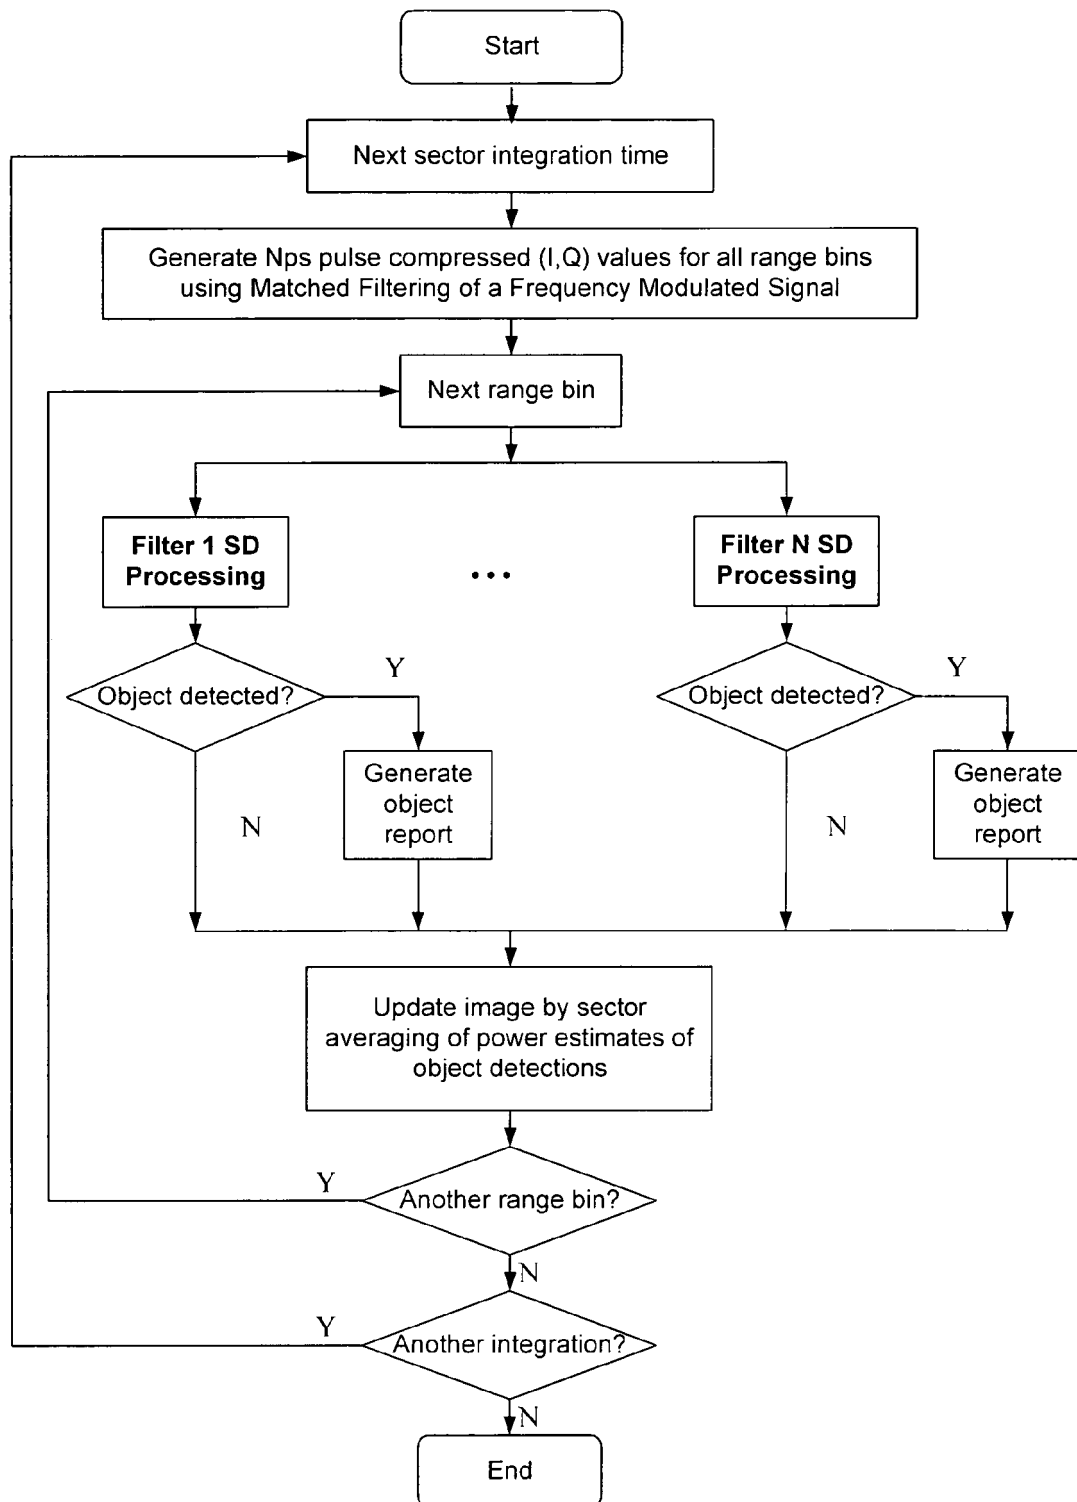 Start
Next sector integration time
Generate Nps pulse compressed (I,Q) values for all range bins
using Matched Filtering of a Frequency Modulated Signal
Next range bin
Filter 1 SD
Processing
...
Filter N SD
Processing
Object detected?
Y
N
Generate
object
report
Object detected?
Y
N
Generate
object
report
Update image by sector
averaging of power estimates of
object detections
Another range bin?
Y
N
Another integration?
Y
N
End